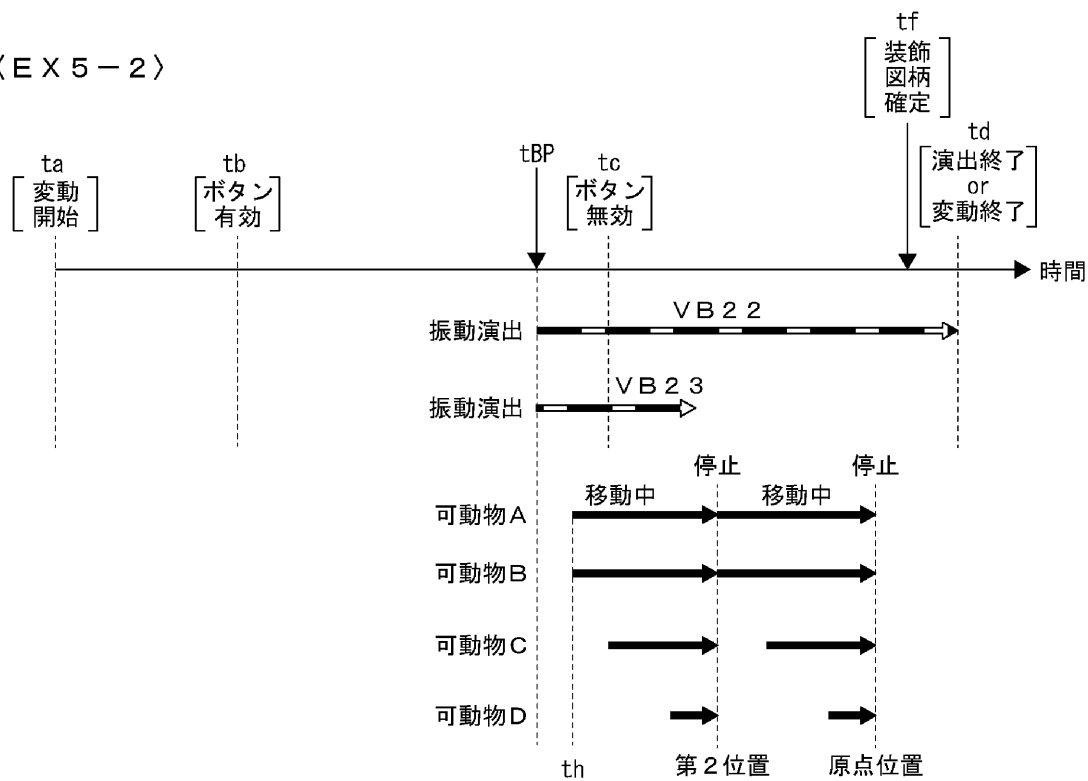 〈EX5-2〉
tf
装飾
図柄
確定
ta
変動
開始
tb
ボタン
有効
tBP
tc
ボタン
無効
td
演出終了
or
変動終了
時間
振動演出
VB22
振動演出
VB23
停止
停止
可動物A
移動中
移動中
可動物B
可動物C
可動物D
th
第2位置
原点位置